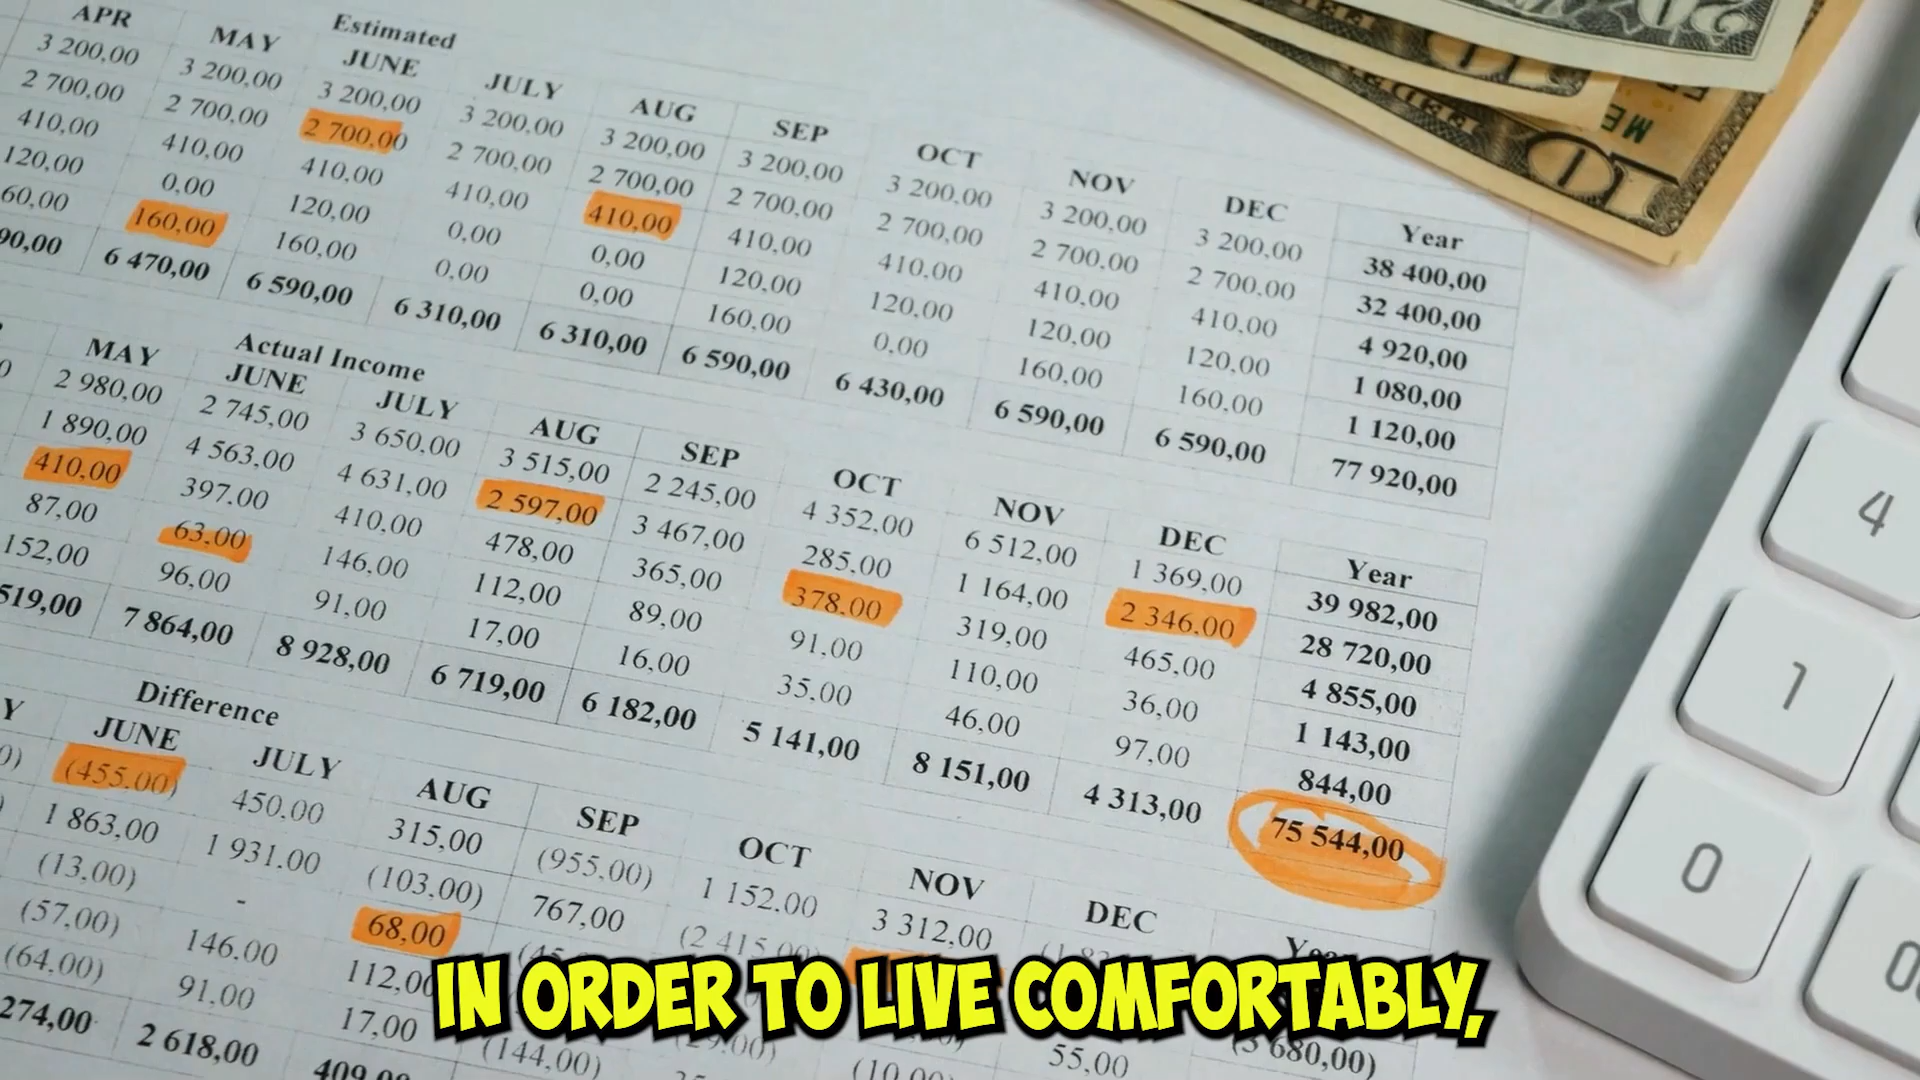 Estimated
APR MAY JUNE JULY AUG SEP OCT NOV DEC Year
3 200,00 3 200,00 3 200,00 3 200,00 3 200,00 3 200,00 3 200,00 3 200,00 3 200,00 38 400,00
2 700,00 2 700,00 2 700,00 2 700,00 2 700,00 2 700,00 2 700,00 2 700,00 2 700,00 32 400,00
410,00 410,00 410,00 410,00 410,00 410,00 410,00 410,00 410,00 4 920,00
120,00 0,00 120,00 0,00 0,00 120,00 120,00 120,00 120,00 1 080,00
60,00 160,00 160,00 0,00 0,00 160,00 0,00 160,00 160,00 1 120,00
90,00 6 470,00 6 590,00 6 310,00 6 310,00 6 590,00 6 430,00 6 590,00 6 590,00 77 920,00
Actual Income
MAY JUNE JULY AUG SEP OCT NOV DEC Year
2 980,00 2 745,00 3 650,00 3 515,00 2 245,00 4 352,00 6 512,00 1 369,00 39 982,00
1 890,00 4 563,00 4 631,00 2 597,00 3 467,00 285,00 1 164,00 2 346,00 28 720,00
410,00 397,00 410,00 478,00 365,00 378,00 319,00 465,00 4 855,00
87,00 63,00 146,00 112,00 89,00 91,00 110,00 36,00 1 143,00
152,00 96,00 91,00 17,00 16,00 35,00 46,00 97,00 844,00
519,00 7 864,00 8 928,00 6 719,00 6 182,00 5 141,00 8 151,00 4 313,00 75 544,00
Difference
Y JUNE JULY AUG SEP OCT NOV DEC
(455,00) 450,00 315,00 (955,00) 1 152,00 3 312,00
1 863,00 1 931,00 (103,00) 767,00
(13,00) - 68,00
(57,00) 146,00 112,00
(64,00) 91,00 17,00 (144,00) 55,00 (3 680,00)
274,00 2 618,00
IN ORDER TO LIVE COMFORTABLY,
4
1
0